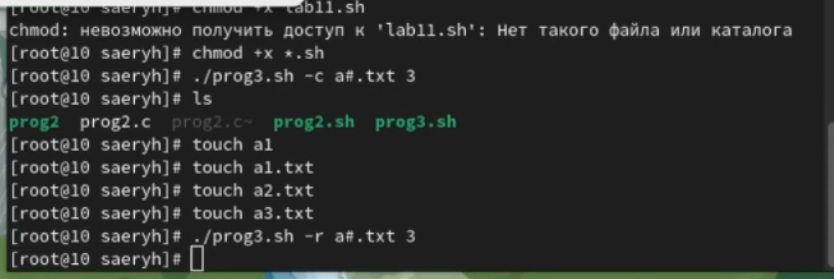 chmod +x lab11.sh
chmod: невозможно получить доступ к 'lab11.sh': Нет такого файла или каталога
[root@10 saeryh]# chmod +x *.sh
[root@10 saeryh]# ./prog3.sh -c a#.txt 3
[root@10 saeryh]# ls
prog2 prog2.c prog2.c~ prog2.sh prog3.sh
[root@10 saeryh]# touch a1
[root@10 saeryh]# touch a1.txt
[root@10 saeryh]# touch a2.txt
[root@10 saeryh]# touch a3.txt
[root@10 saeryh]# ./prog3.sh -r a#.txt 3
[root@10 saeryh]#